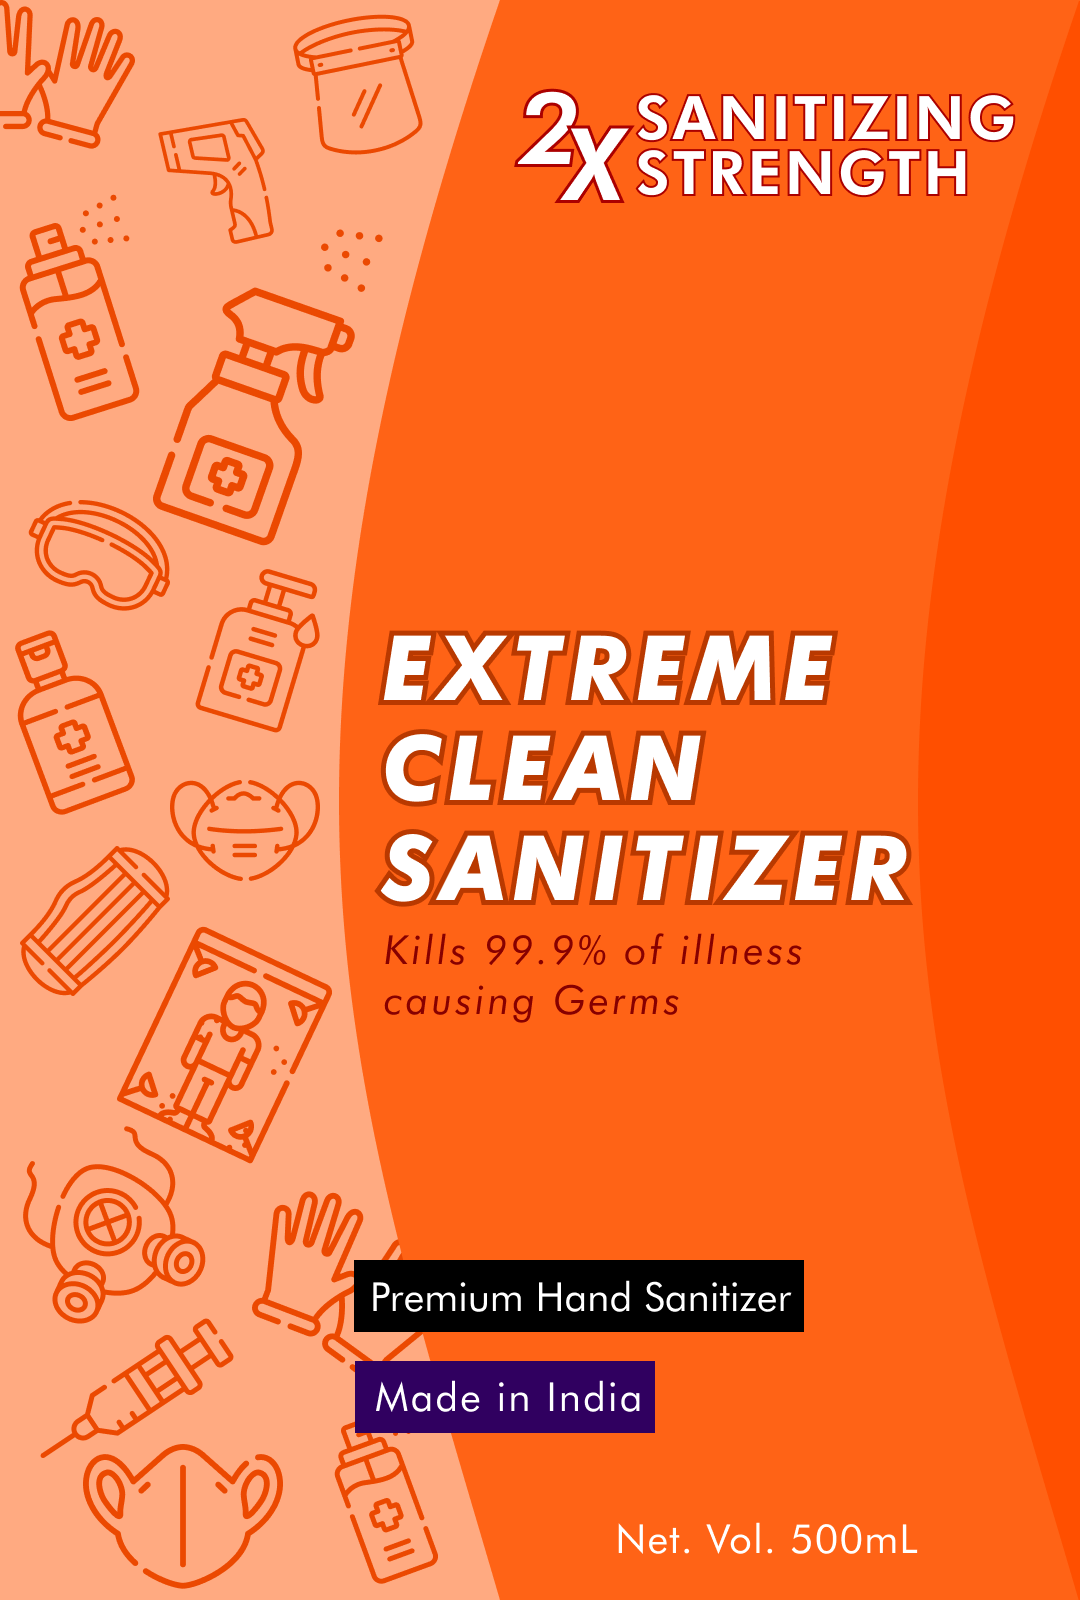 2X SANITIZING
STRENGTH
EXTREME
CLEAN
SANITIZER
Kills 99.9% of illness
causing Germs
Premium Hand Sanitizer
Made in India
Net. Vol. 500mL